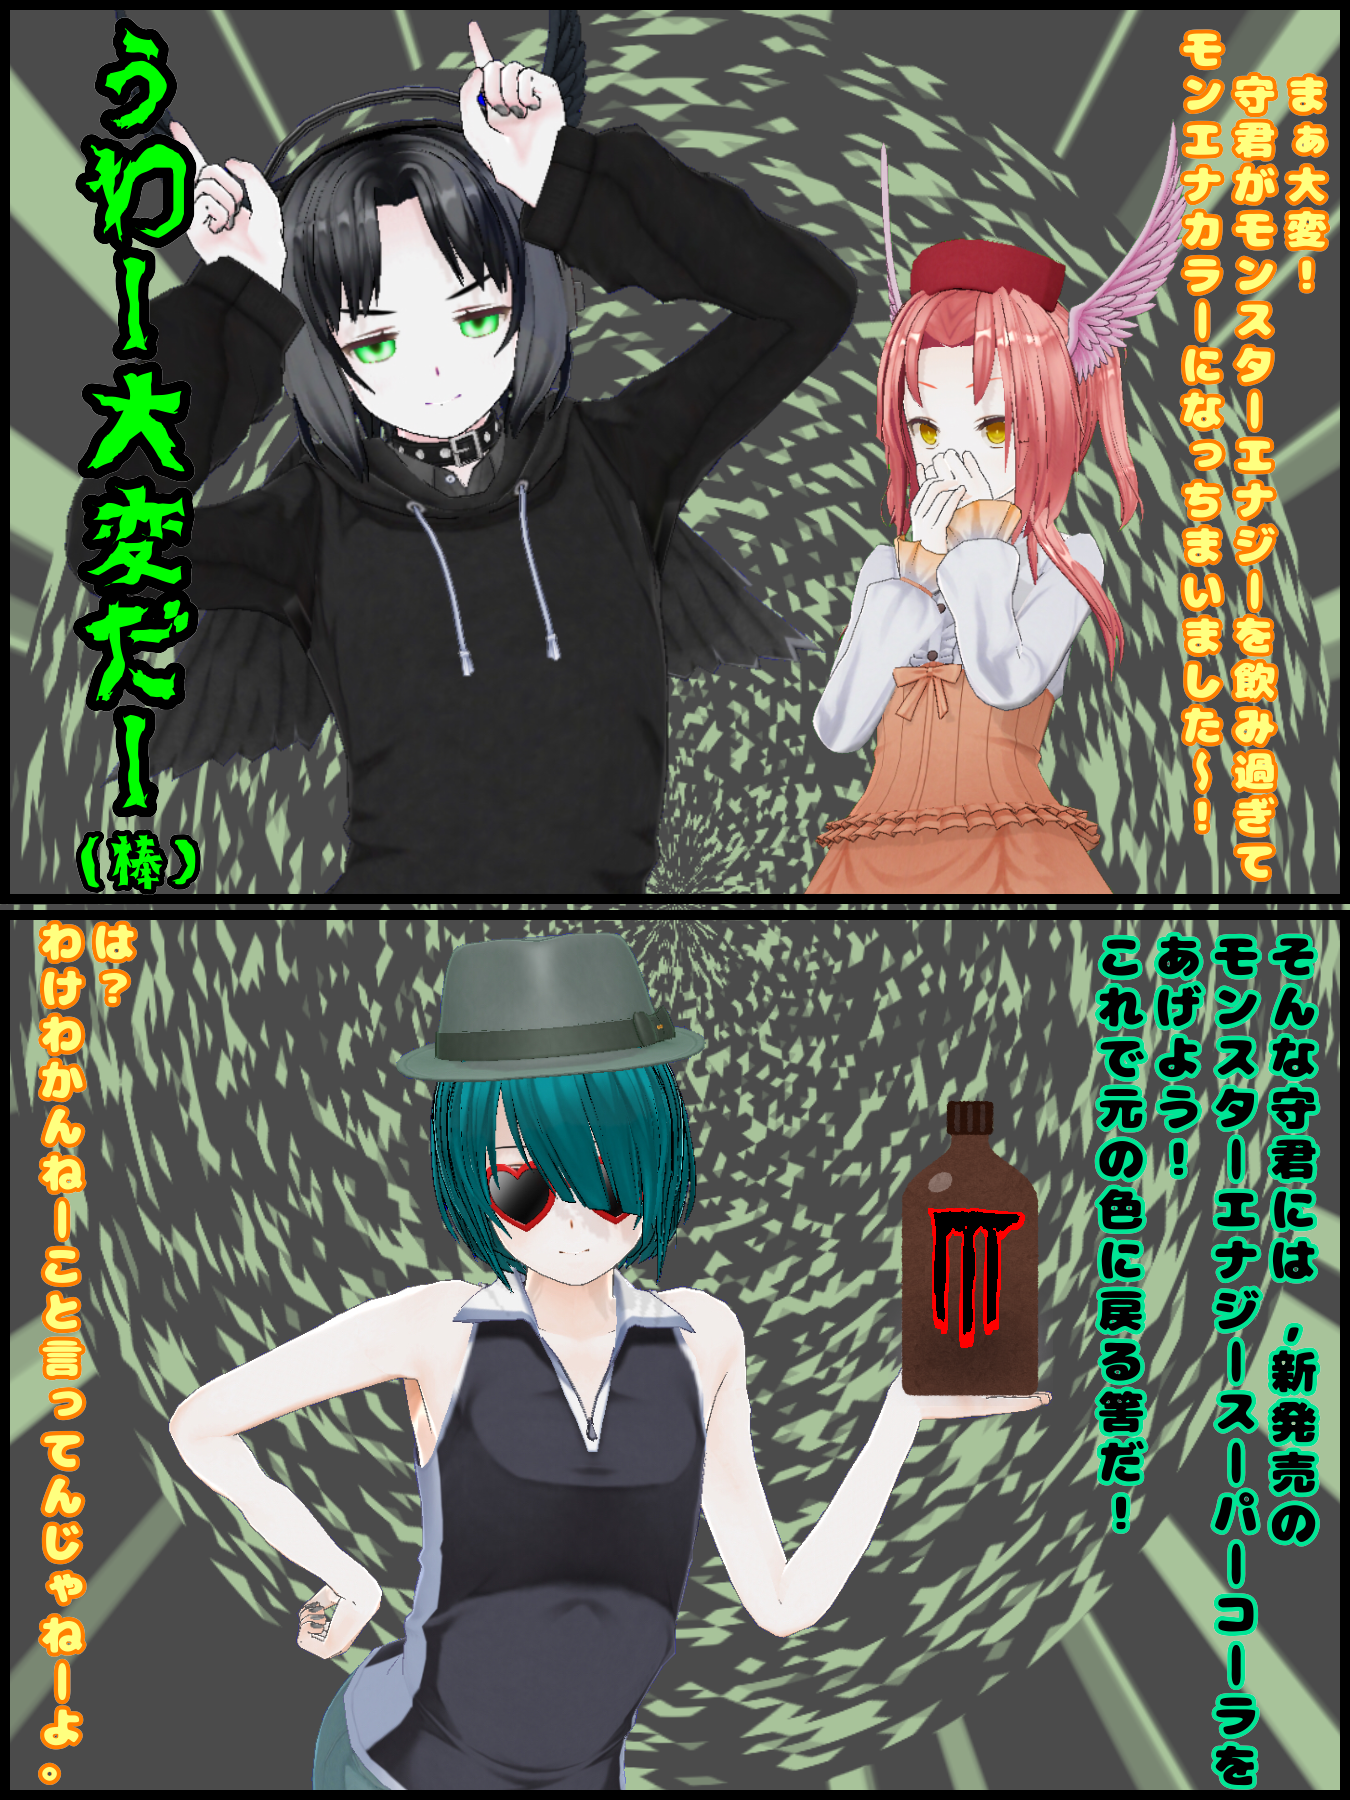 まぁ大変！
守君がモンスターエナジーを飲み過ぎて
モンエナカラーになっちまいました～！
うわー大変だー
（棒）
そんな守君には，新発売の
モンスターエナジースーパーコーラを
あげよう！
これで元の色に戻る筈だ！
は？
わけわかんねーこと言ってんじゃねーよ。